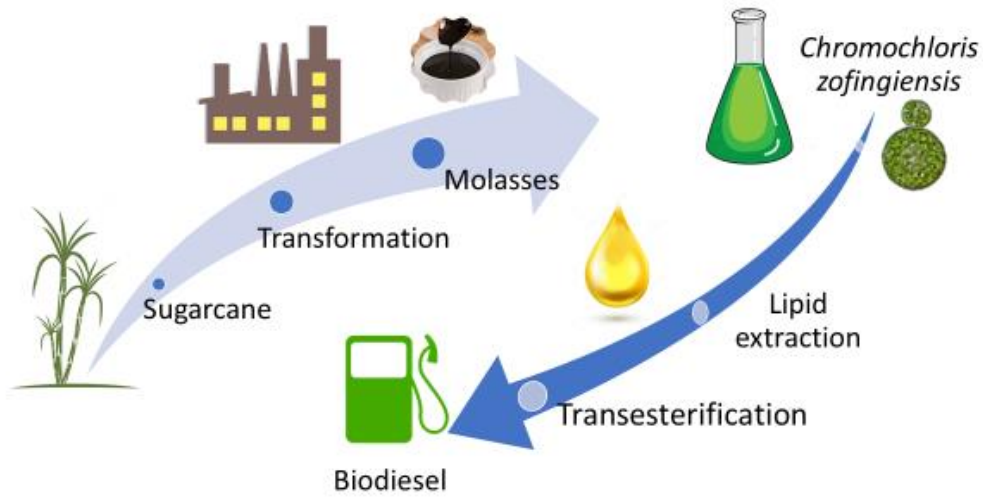 Chromochloris
zofingiensis
Molasses
Transformation
Sugarcane
Lipid
extraction
Transesterification
Biodiesel